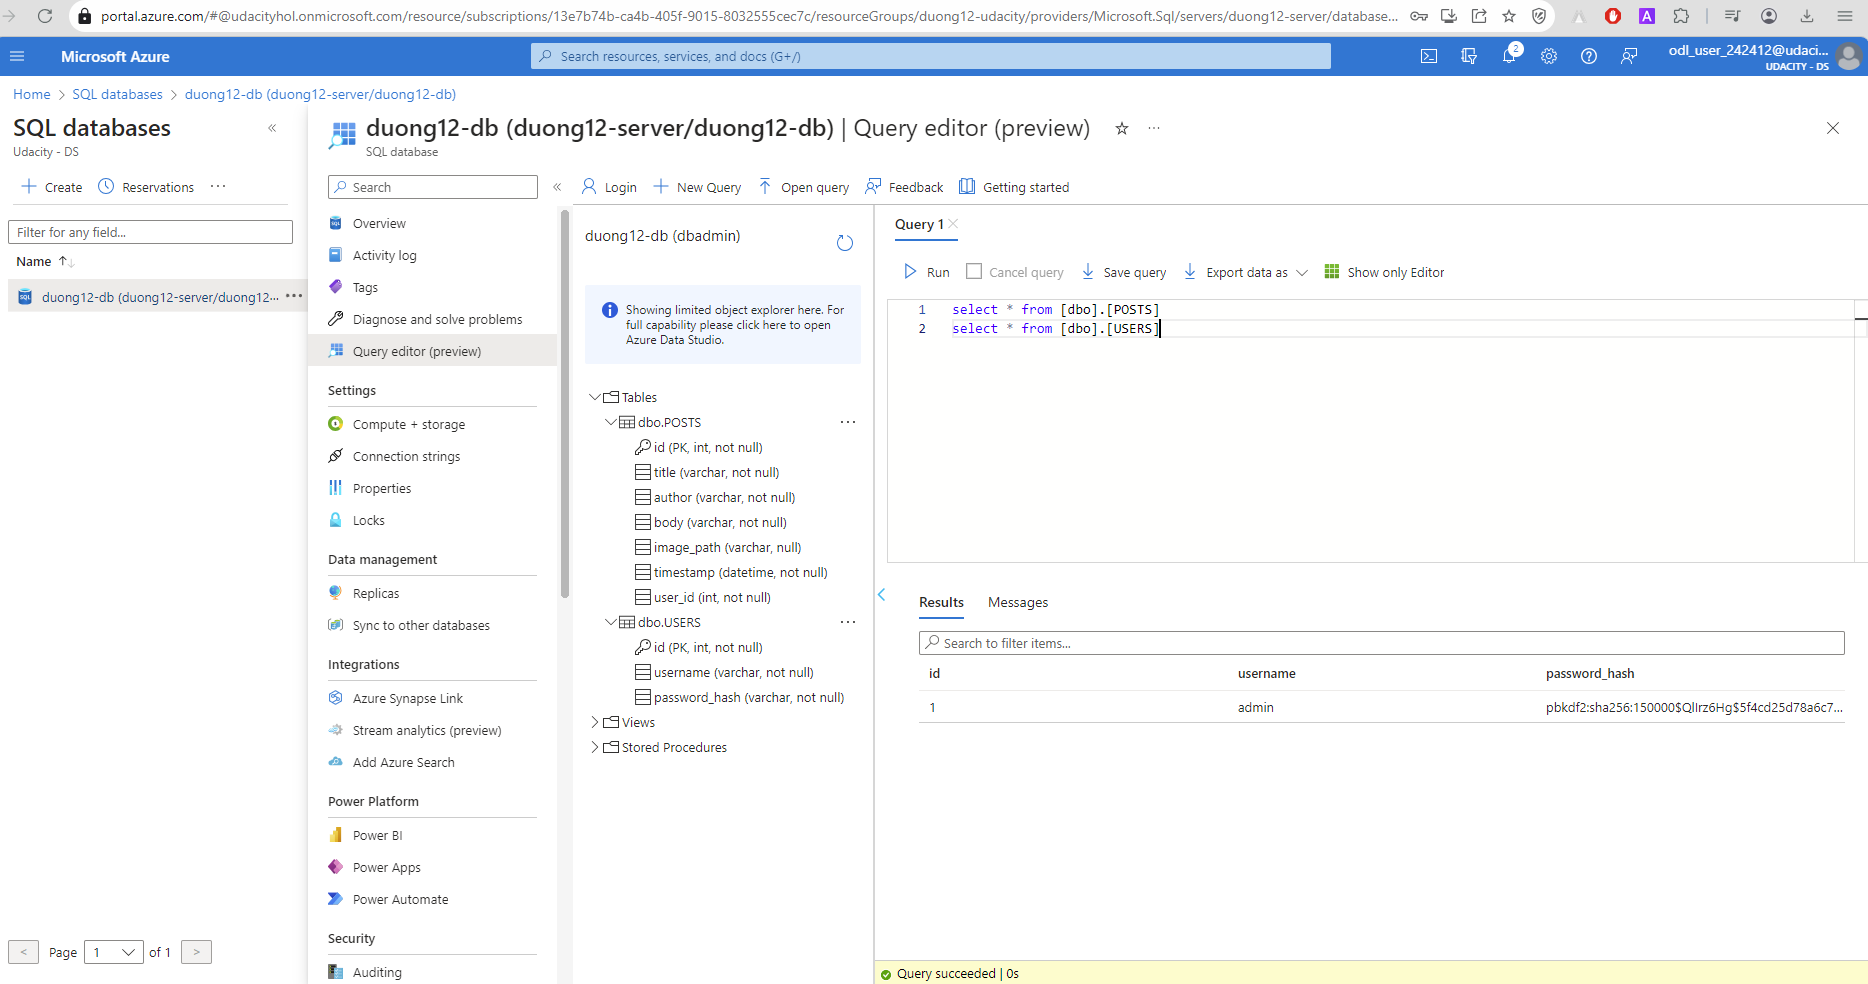 portal.azure.com/#@udacityhol.onmicrosoft.com/resource/subscriptions/13e7b74b-ca4b-405f-9015-8032555cec7c/resourceGroups/duong12-udacity/providers/Microsoft.Sql/servers/duong12-server/database...
Microsoft Azure
Search resources, services, and docs (G+/)
2
odl_user_242412@udaci...
UDACITY - DS
Home > SQL databases > duong12-db (duong12-server/duong12-db)
SQL databases
Udacity - DS
Create
Reservations
Filter for any field...
Name
duong12-db (duong12-server/duong12...
Page 1 of 1
duong12-db (duong12-server/duong12-db) | Query editor (preview)
SQL database
Search
Overview
Activity log
Tags
Diagnose and solve problems
Query editor (preview)
Settings
Compute + storage
Connection strings
Properties
Locks
Data management
Replicas
Sync to other databases
Integrations
Azure Synapse Link
Stream analytics (preview)
Add Azure Search
Power Platform
Power BI
Power Apps
Power Automate
Security
Auditing
Login
New Query
Open query
Feedback
Getting started
duong12-db (dbadmin)
Showing limited object explorer here. For
full capability please click here to open
Azure Data Studio.
Tables
dbo.POSTS
id (PK, int, not null)
title (varchar, not null)
author (varchar, not null)
body (varchar, not null)
image_path (varchar, null)
timestamp (datetime, not null)
user_id (int, not null)
dbo.USERS
id (PK, int, not null)
username (varchar, not null)
password_hash (varchar, not null)
Views
Stored Procedures
Query 1
Run
Cancel query
Save query
Export data as
Show only Editor
1 select * from [dbo].[POSTS]
2 select * from [dbo].[USERS]
Results
Messages
Search to filter items...
id username password_hash
1 admin pbkdf2:sha256:150000$QlIrz6Hg$5f4cd25d78a6c7...
Query succeeded | 0s